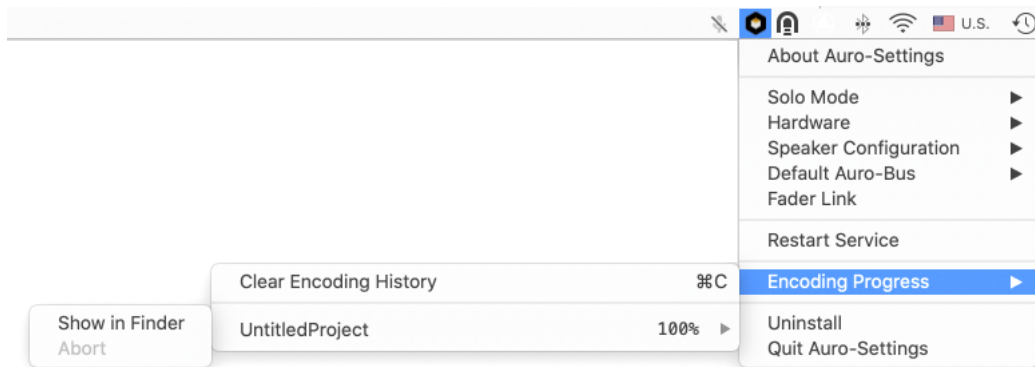 U.S.
About Auro-Settings
Solo Mode
Hardware
Speaker Configuration
Default Auro-Bus
Fader Link
Restart Service
Encoding Progress
Clear Encoding History ⌘C
UntitledProject 100%
Show in Finder
Abort
Uninstall
Quit Auro-Settings